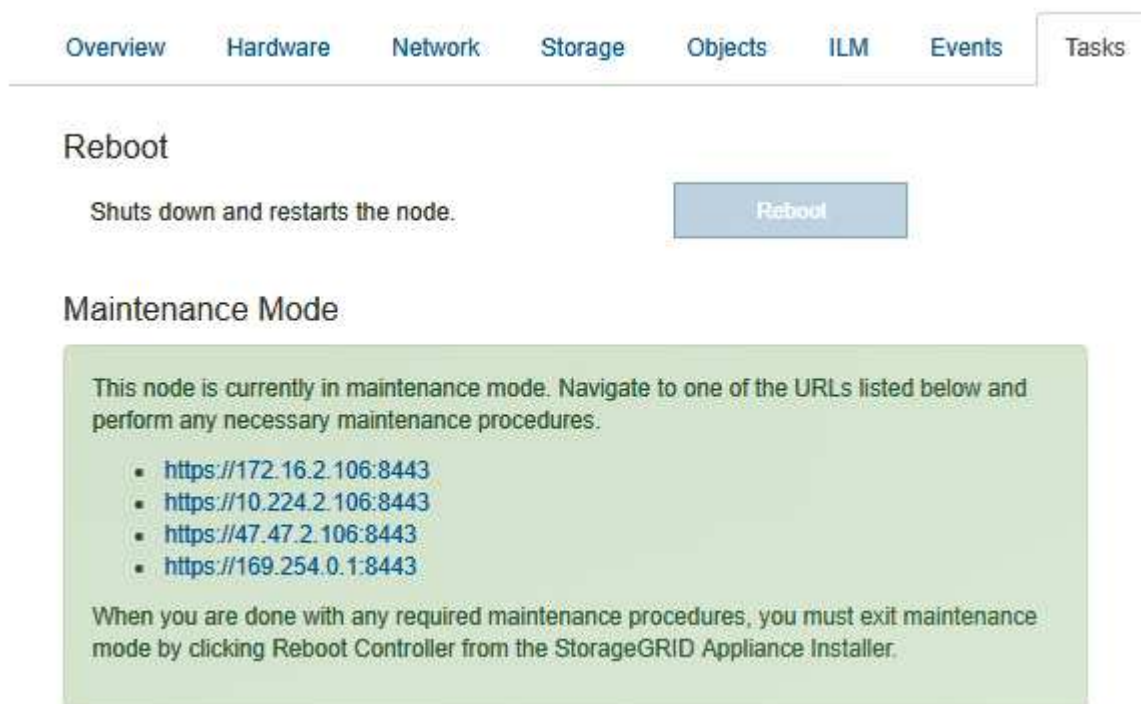 Overview Hardware Network Storage Objects ILM Events Tasks
Reboot
Shuts down and restarts the node.
Reboot
Maintenance Mode
This node is currently in maintenance mode. Navigate to one of the URLs listed below and
perform any necessary maintenance procedures.
• https://172.16.2.106:8443
• https://10.224.2.106:8443
• https://47.47.2.106:8443
• https://169.254.0.1:8443
When you are done with any required maintenance procedures, you must exit maintenance
mode by clicking Reboot Controller from the StorageGRID Appliance Installer.